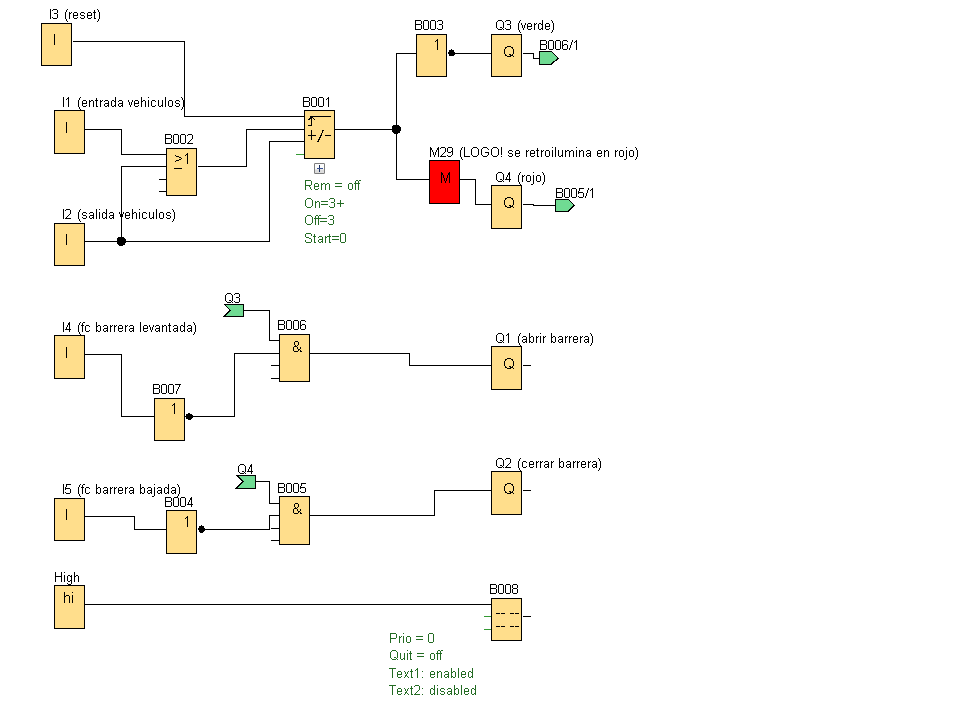 I3 (reset)
I
B003
1
Q3 (verde)
Q
B006/1
I1 (entrada vehiculos)
I
B001
+/-
B002
>1
M29 (LOGO! se retroilumina en rojo)
M
Rem = off
On=3+
Off=3
Start=0
Q4 (rojo)
Q
B005/1
I2 (salida vehiculos)
I
Q3
I4 (fc barrera levantada)
I
B006
&
Q1 (abrir barrera)
Q
B007
1
Q4
I5 (fc barrera bajada)
I
B004
1
B005
&
Q2 (cerrar barrera)
Q
High
hi
B008
Prio = 0
Quit = off
Text1: enabled
Text2: disabled